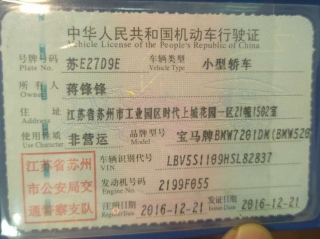 中华人民共和国机动车行驶证
Vehicle License of the People's Republic of China
号牌号码 苏E27D9E 车辆类型 小型轿车
Plate No. Vehicle Type
所有人 蒋锋锋
Owner
住址 江苏省苏州市工业园区时代上城花园一区21幢1502室
Address
使用性质 非营运 品牌型号 宝马牌BMW7201DM(BMW520
Use Character
江苏省苏州市公安局交通警察支队
车辆识别代号 LBV5S1109HSL82837
VIN
发动机号码 2199F055
Engine No.
注册日期 2016-12-21 发证日期 2016-12-21
Register Date Issue Date